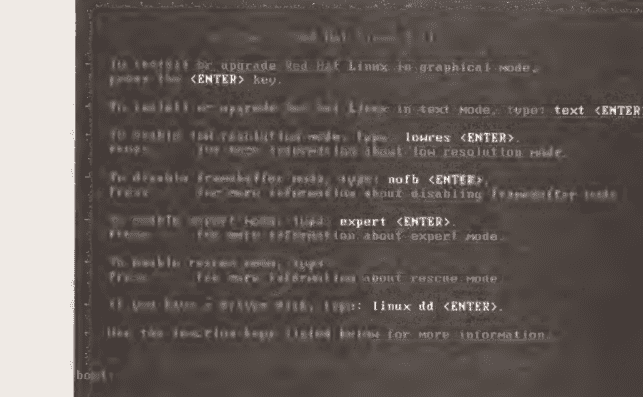 To install or upgrade Red Hat Linux in graphical mode,
press the <ENTER> key.
To install or upgrade Red Hat Linux in text mode, type: text <ENTER
To enable low resolution mode, type: lowres <ENTER>.
Press for more information about low resolution mode.
To disable framebuffer mode, type: nofb <ENTER>.
Press for more information about disabling framebuffer mode
To enable expert mode, type: expert <ENTER>.
Press for more information about expert mode.
To enable rescue mode, type:
Press for more information about rescue mode
If you have a driver disk, type: linux dd <ENTER>.
Use the function keys listed below for more information.
boot: